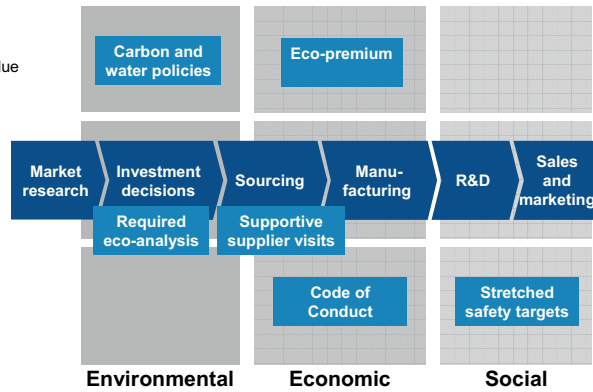 Carbon and
water policies
Eco-premium
lue
Market
research
Investment
decisions
Sourcing
Manu-
facturing
R&D
Sales
and
marketing
Required
eco-analysis
Supportive
supplier visits
Code of
Conduct
Stretched
safety targets
Environmental
Economic
Social